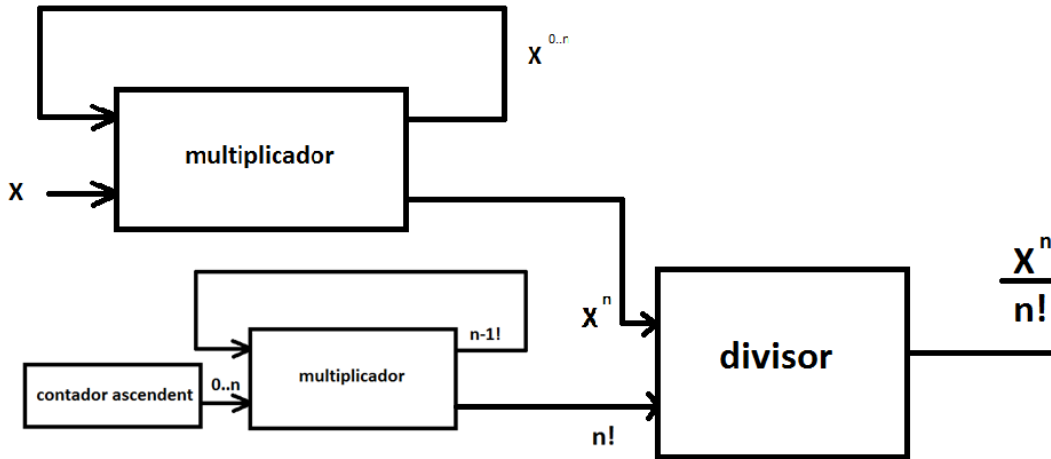 X^0..n
multiplicador
X
X^n
n!
X^n
n-1!
divisor
multiplicador
0..n
contador ascendent
n!